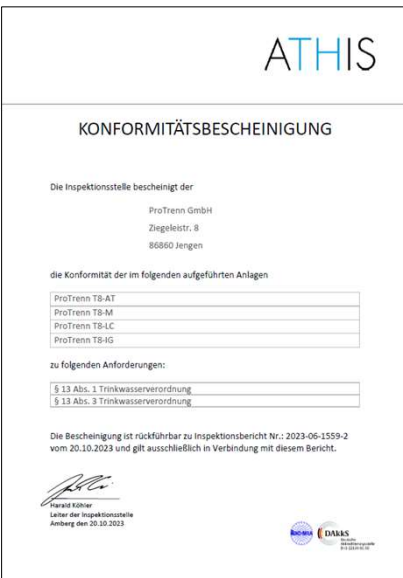 ATHIS
KONFORMITÄTSBESCHEINIGUNG
Die Inspektionsstelle bescheinigt der
ProTrenn GmbH
Ziegeleistr. 8
86860 Jengen
die Konformität der im folgenden aufgeführten Anlagen
ProTrenn T8-AT
ProTrenn T8-M
ProTrenn T8-LC
ProTrenn T8-IG
zu folgenden Anforderungen:
§ 13 Abs. 1 Trinkwasserverordnung
§ 13 Abs. 3 Trinkwasserverordnung
Die Bescheinigung ist rückführbar zu Inspektionsbericht Nr.: 2023-06-1559-2
vom 20.10.2023 und gilt ausschließlich in Verbindung mit diesem Bericht.
Harald Köhler
Leiter der Inspektionsstelle
Amberg den 20.10.2023
DAkkS
Deutsche
Akkreditierungsstelle